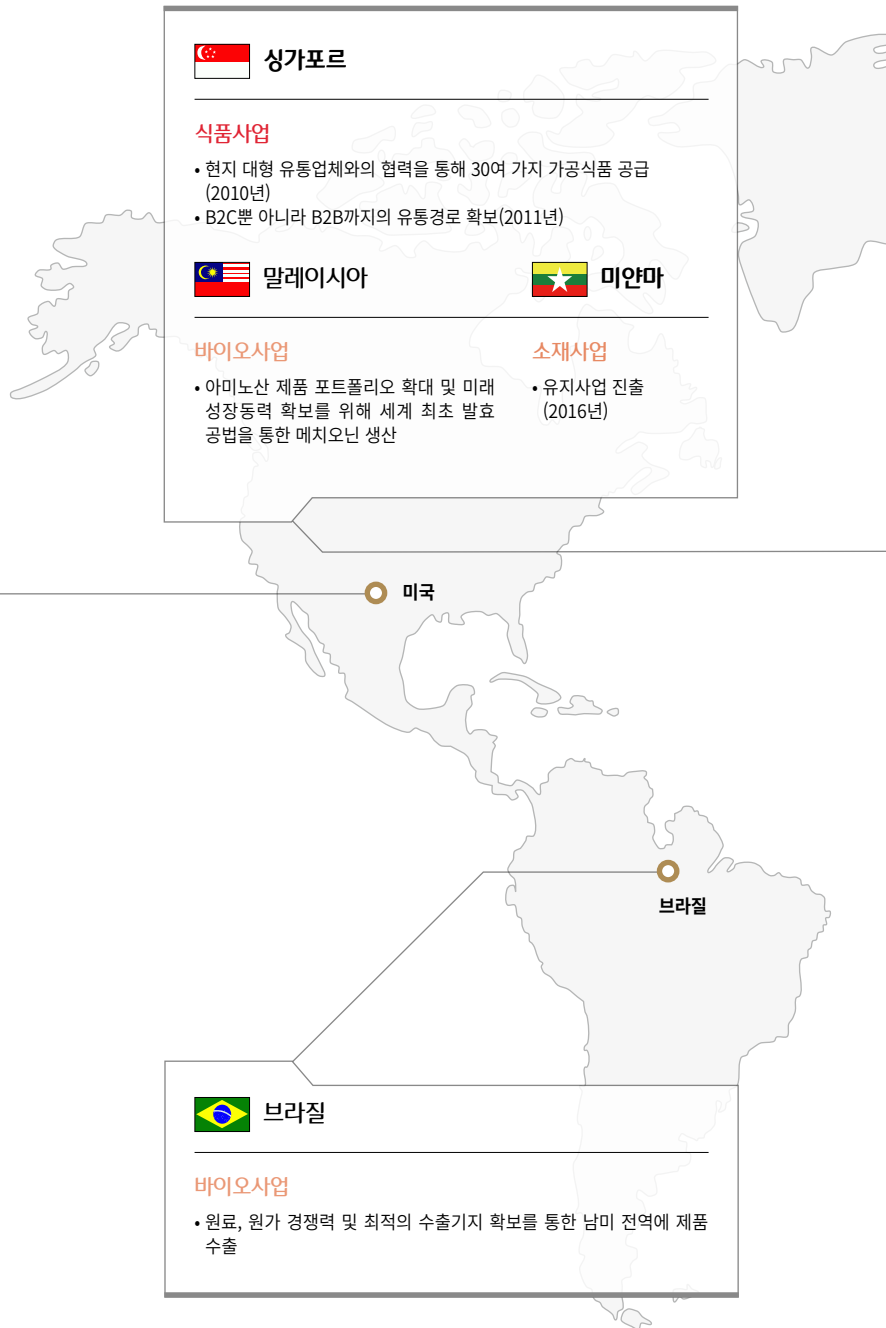 싱가포르
식품사업
• 현지 대형 유통업체와의 협력을 통해 30여 가지 가공식품 공급
(2010년)
• B2C뿐 아니라 B2B까지의 유통경로 확보(2011년)
말레이시아
바이오사업
• 아미노산 제품 포트폴리오 확대 및 미래
성장동력 확보를 위해 세계 최초 발효
공법을 통한 메치오닌 생산
미얀마
소재사업
• 유지사업 진출
(2016년)
미국
브라질
브라질
바이오사업
• 원료, 원가 경쟁력 및 최적의 수출기지 확보를 통한 남미 전역에 제품
수출